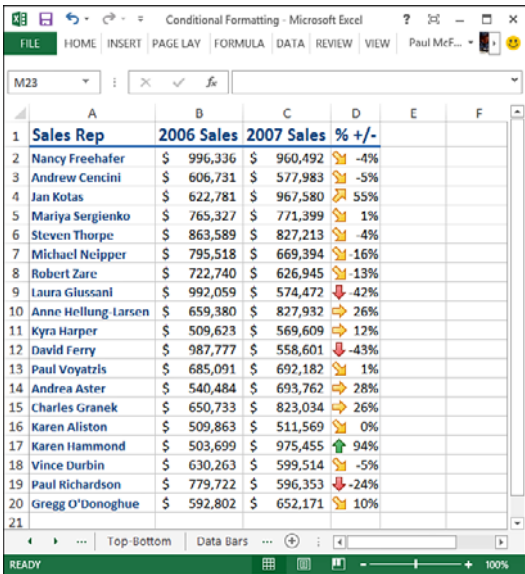 Conditional Formatting - Microsoft Excel ?
FILE HOME INSERT PAGE LAY FORMULA DATA REVIEW VIEW Paul McF...
M23 fx
A B C D E F
1 Sales Rep 2006 Sales 2007 Sales % +/-
2 Nancy Freehafer $ 996,336 $ 960,492 -4%
3 Andrew Cencini $ 606,731 $ 577,983 -5%
4 Jan Kotas $ 622,781 $ 967,580 55%
5 Mariya Sergienko $ 765,327 $ 771,399 1%
6 Steven Thorpe $ 863,589 $ 827,213 -4%
7 Michael Neipper $ 795,518 $ 669,394 -16%
8 Robert Zare $ 722,740 $ 626,945 -13%
9 Laura Giussani $ 992,059 $ 574,472 -42%
10 Anne Hellung-Larsen $ 659,380 $ 827,932 26%
11 Kyra Harper $ 509,623 $ 569,609 12%
12 David Ferry $ 987,777 $ 558,601 -43%
13 Paul Voyatzis $ 685,091 $ 692,182 1%
14 Andrea Aster $ 540,484 $ 693,762 28%
15 Charles Granek $ 650,733 $ 823,034 26%
16 Karen Aliston $ 509,863 $ 511,569 0%
17 Karen Hammond $ 503,699 $ 975,455 94%
18 Vince Durbin $ 630,263 $ 599,514 -5%
19 Paul Richardson $ 779,722 $ 596,353 -24%
20 Gregg O'Donoghue $ 592,802 $ 652,171 10%
21
... Top-Bottom Data Bars ...
READY 100%